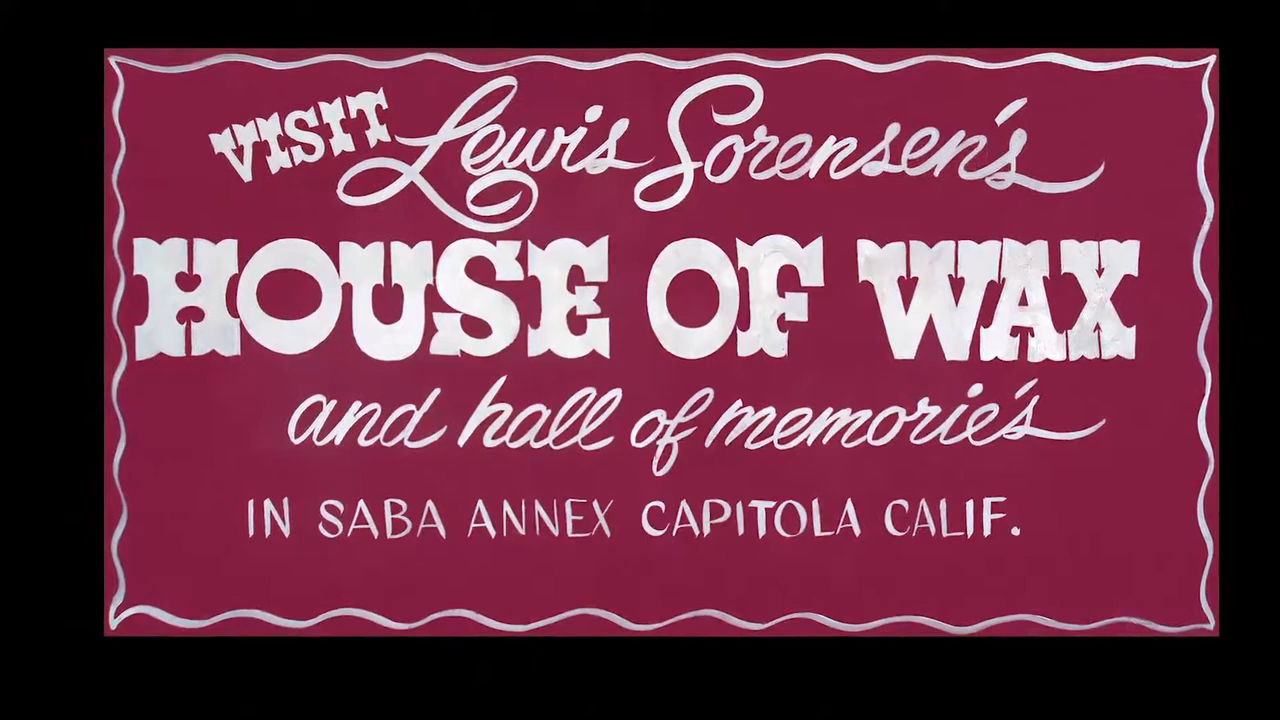 VISIT Lewis Sorensen's
HOUSE OF WAX
and hall of memorie's
IN SABA ANNEX CAPITOLA CALIF.